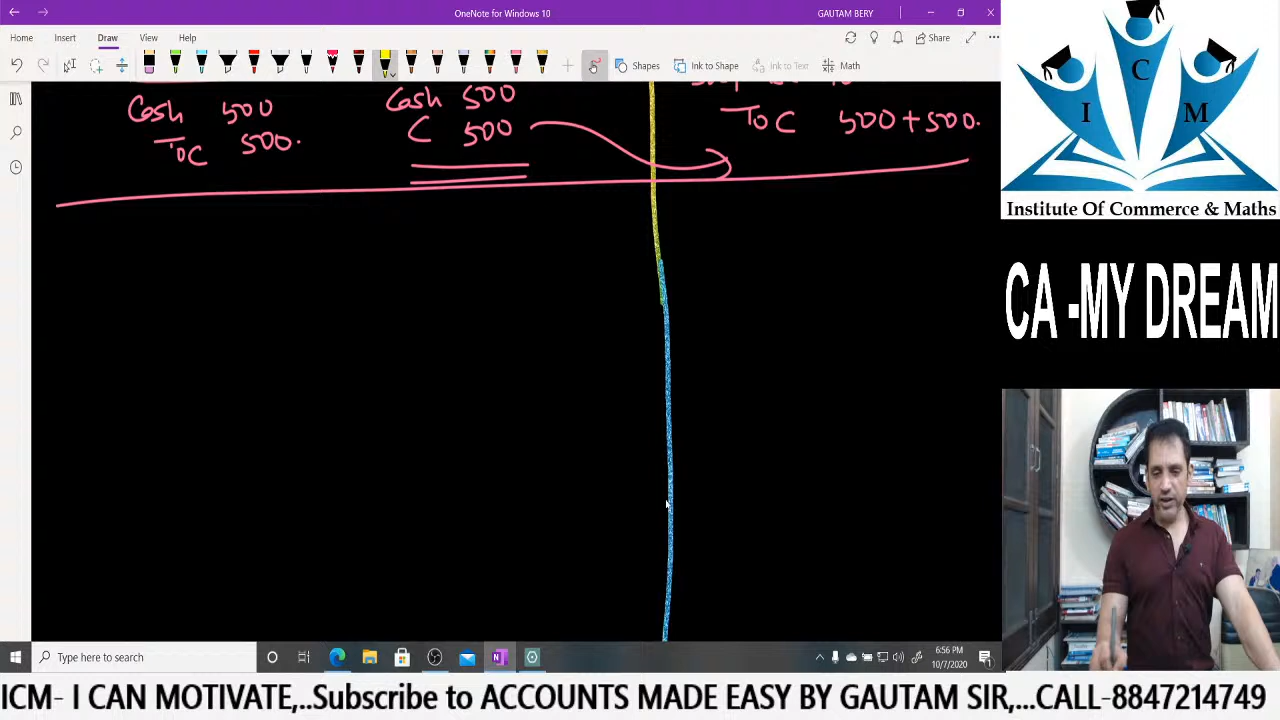 OneNote for Windows 10
GAUTAM BERY
Home Insert Draw View Help
Share
Shapes
Ink to Shape
Ink to Text
Math
Cash 500
To C 500.
Cash 500
C 500
To C 500 + 500.
I C M
Institute Of Commerce & Maths
CA -MY DREAM
Type here to search
6:56 PM
10/7/2020
ICM- I CAN MOTIVATE,..Subscribe to ACCOUNTS MADE EASY BY GAUTAM SIR,...CALL-8847214749